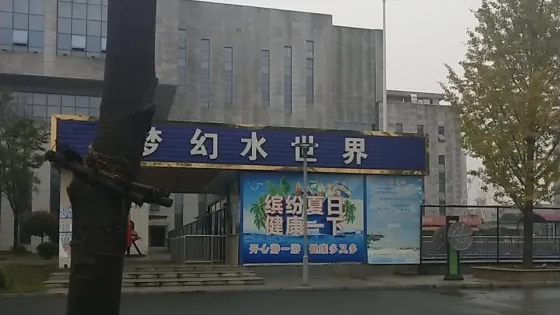 梦幻水世界
缤纷夏日
健康一下
开心游一游 健康多又多